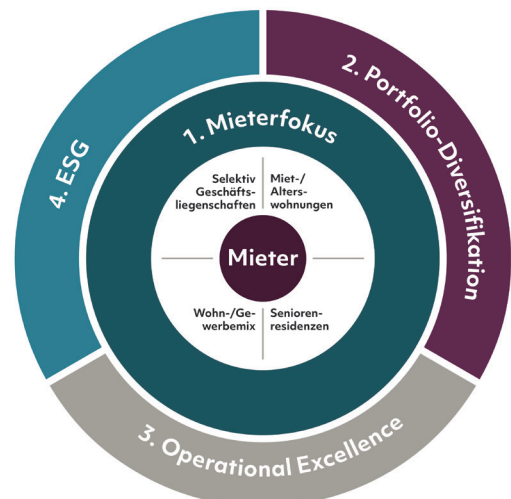 1. Mieterfokus
2. Portfolio-Diversifikation
3. Operational Excellence
4. ESG
Selektiv
Geschäfts-
liegenschaften
Miet-/
Alters-
wohnungen
Mieter
Wohn-/Ge-
werbemix
Senioren-
residenzen